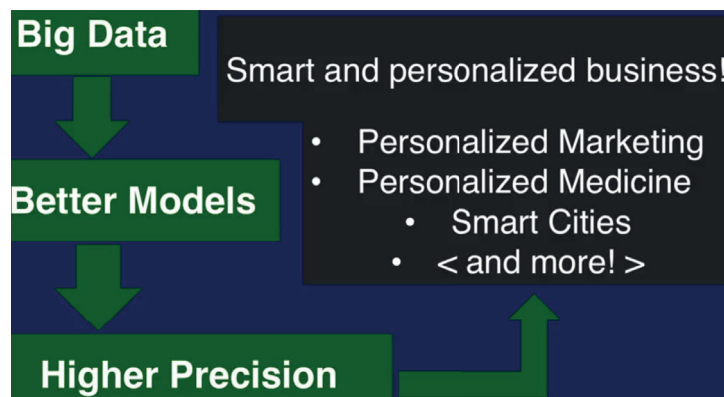 Big Data
Smart and personalized business!
• Personalized Marketing
• Personalized Medicine
• Smart Cities
• < and more! >
Better Models
Higher Precision